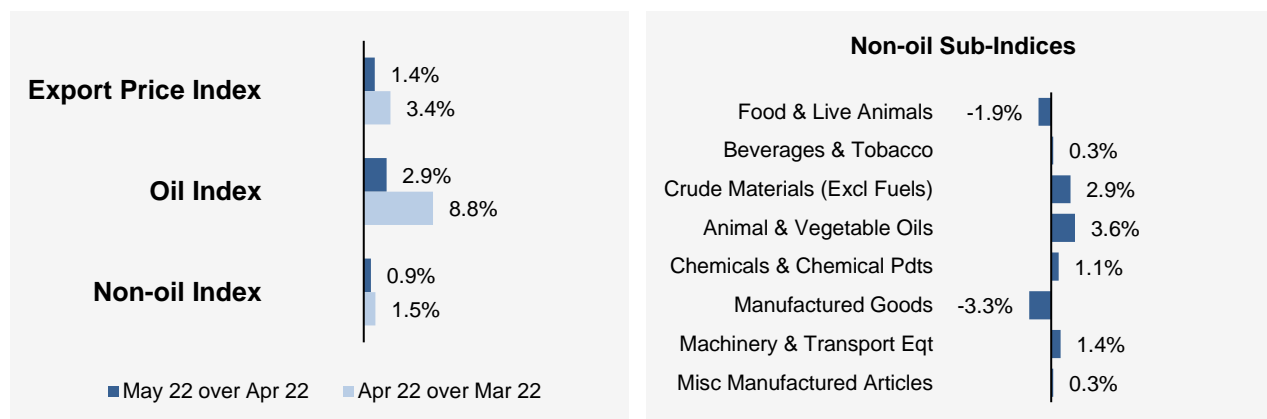 Export Price Index
1.4%
3.4%
Oil Index
2.9%
8.8%
Non-oil Index
0.9%
1.5%
May 22 over Apr 22
Apr 22 over Mar 22
Non-oil Sub-Indices
Food & Live Animals -1.9%
Beverages & Tobacco 0.3%
Crude Materials (Excl Fuels) 2.9%
Animal & Vegetable Oils 3.6%
Chemicals & Chemical Pdts 1.1%
Manufactured Goods -3.3%
Machinery & Transport Eqt 1.4%
Misc Manufactured Articles 0.3%